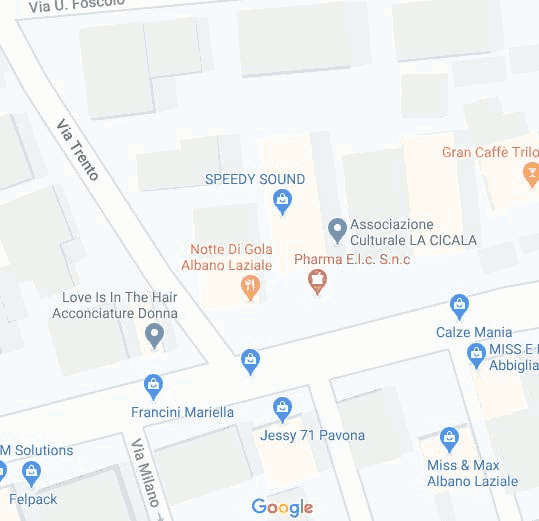 Via U. Foscolo
Via Trento
Gran Caffè Trilo
SPEEDY SOUND
Associazione
Culturale LA CICALA
Notte Di Gola
Albano Laziale
Pharma E.l.c. S.n.c
Love Is In The Hair
Acconciature Donna
Calze Mania
MISS E
Abbiglia
Francini Mariella
Jessy 71 Pavona
M Solutions
Via Milano
Miss & Max
Albano Laziale
Felpack
Google